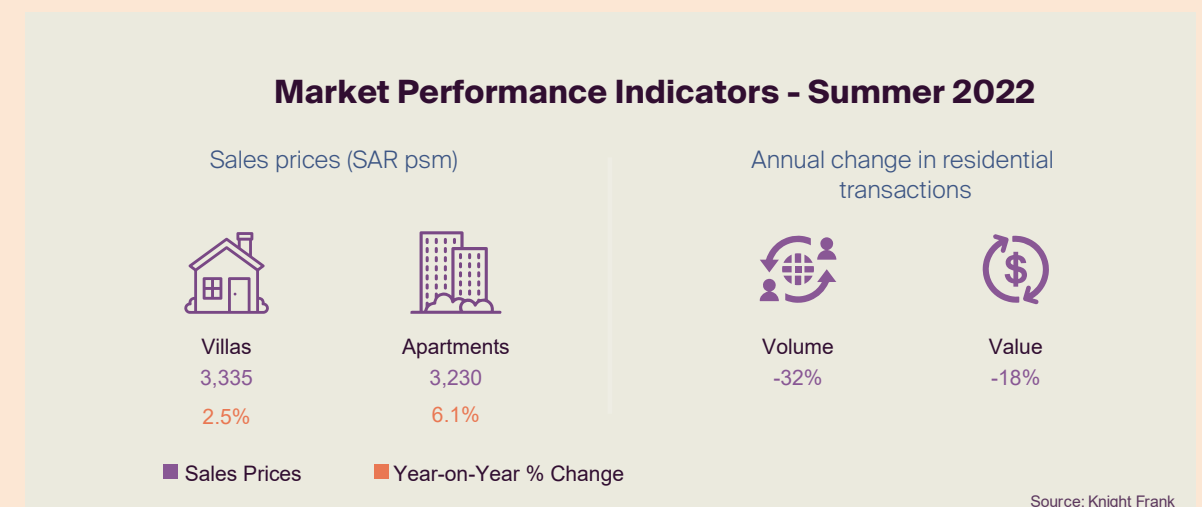 Market Performance Indicators - Summer 2022
Sales prices (SAR psm)
Villas
3,335
2.5%
Apartments
3,230
6.1%
Sales Prices
Year-on-Year % Change
Annual change in residential
transactions
$
Volume
-32%
Value
-18%
Source: Knight Frank